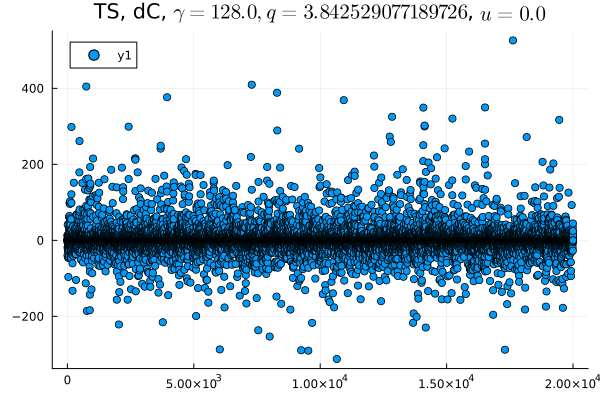 TS, dC, γ = 128.0, q = 3.842529077189726, u = 0.0
y1
400
200
0
−200
0 5.00×10³ 1.00×10⁴ 1.50×10⁴ 2.00×10⁴